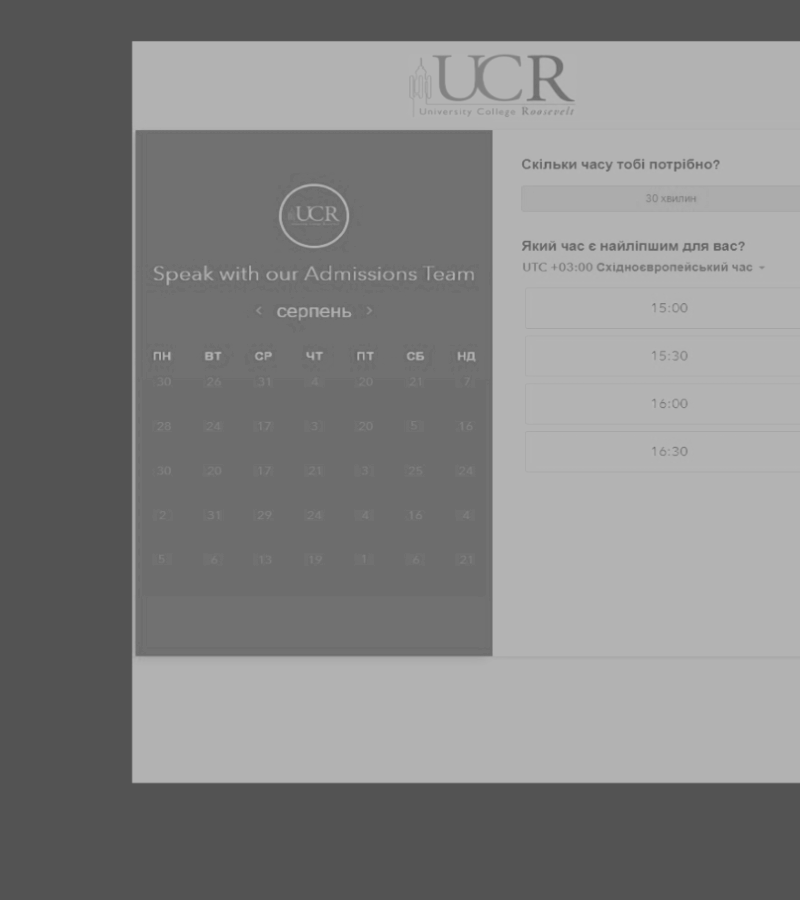 UCR
University College Roosevelt
UCR
Speak with our Admissions Team
‹ серпень ›
ПН ВТ СР ЧТ ПТ СБ НД
30 26 31 4 20 21 7
28 24 17 3 20 5 16
30 20 17 21 3 25 24
2 31 29 24 4 16 4
5 6 13 19 1 6 21
Скільки часу тобі потрібно?
30 хвилин
Який час є найліпшим для вас?
UTC +03:00 Східноєвропейський час
15:00
15:30
16:00
16:30